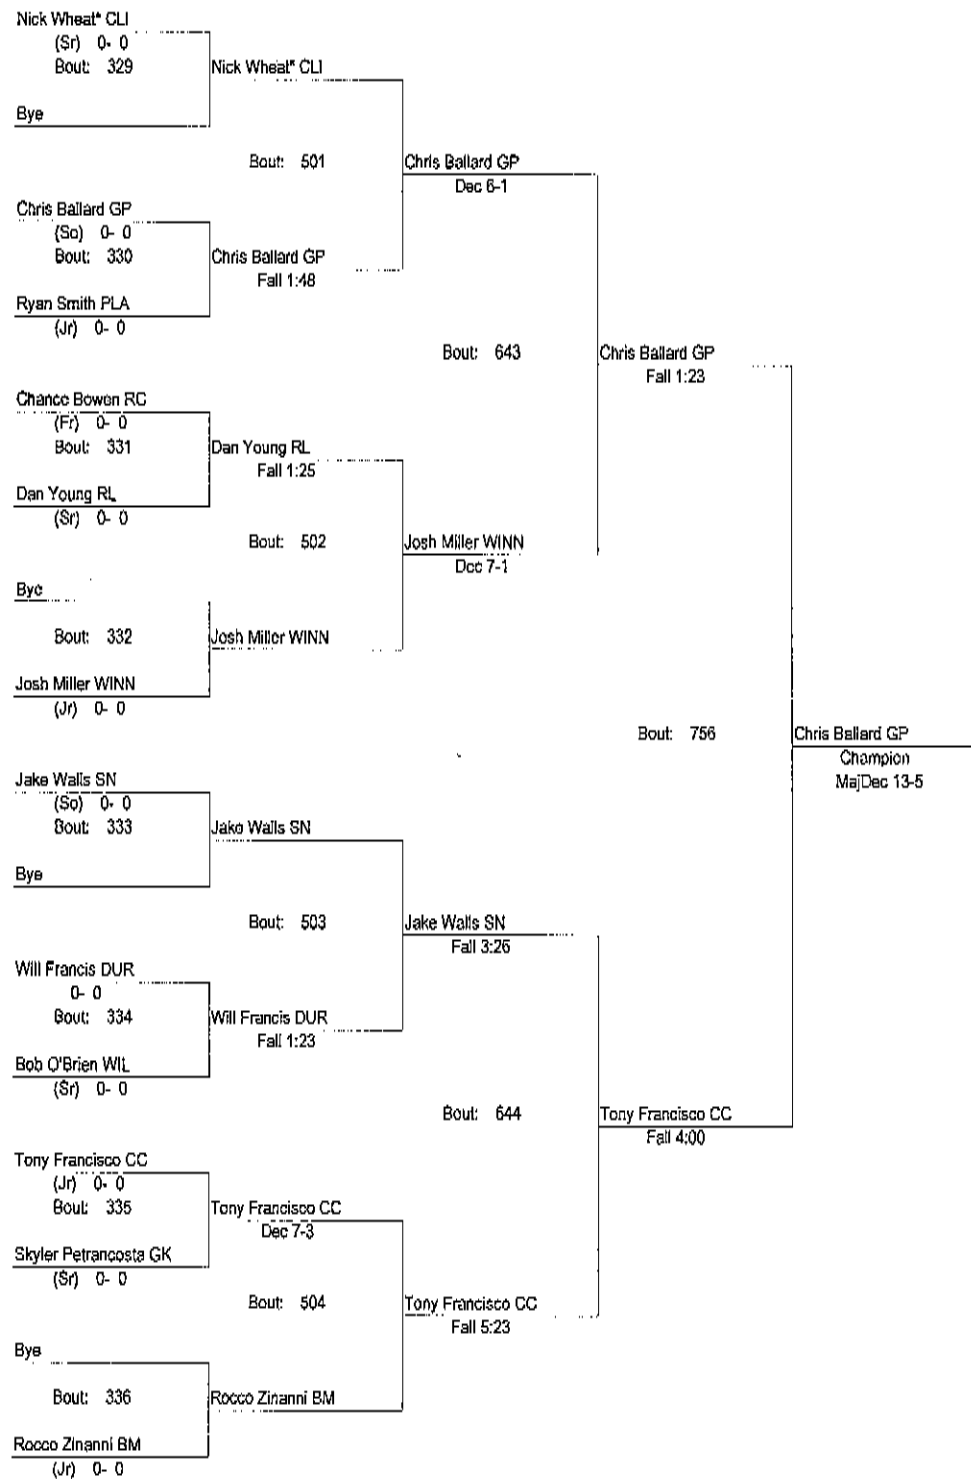 Nick Wheat* CLI
(Sr) 0- 0
Bout: 329
Nick Wheat* CLI
Bye
Bout: 501
Chris Ballard GP
Dec 6-1
Chris Ballard GP
(So) 0- 0
Bout: 330
Chris Ballard GP
Fall 1:48
Ryan Smith PLA
(Jr) 0- 0
Bout: 643
Chris Ballard GP
Fall 1:23
Chance Bowen RC
(Fr) 0- 0
Bout: 331
Dan Young RL
Fall 1:25
Dan Young RL
(Sr) 0- 0
Bout: 502
Josh Miller WINN
Dec 7-1
Bye
Bout: 332
Josh Miller WINN
Josh Miller WINN
(Jr) 0- 0
Bout: 756
Chris Ballard GP
Champion
MajDec 13-5
Jake Walls SN
(So) 0- 0
Bout: 333
Jake Walls SN
Bye
Bout: 503
Jake Walls SN
Fall 3:26
Will Francis DUR
0- 0
Bout: 334
Will Francis DUR
Fall 1:23
Bob O'Brien WIL
(Sr) 0- 0
Bout: 644
Tony Francisco CC
Fall 4:00
Tony Francisco CC
(Jr) 0- 0
Bout: 335
Tony Francisco CC
Dec 7-3
Skyler Petrancosta GK
(Sr) 0- 0
Bout: 504
Tony Francisco CC
Fall 5:23
Bye
Bout: 336
Rocco Zinanni BM
Rocco Zinanni BM
(Jr) 0- 0